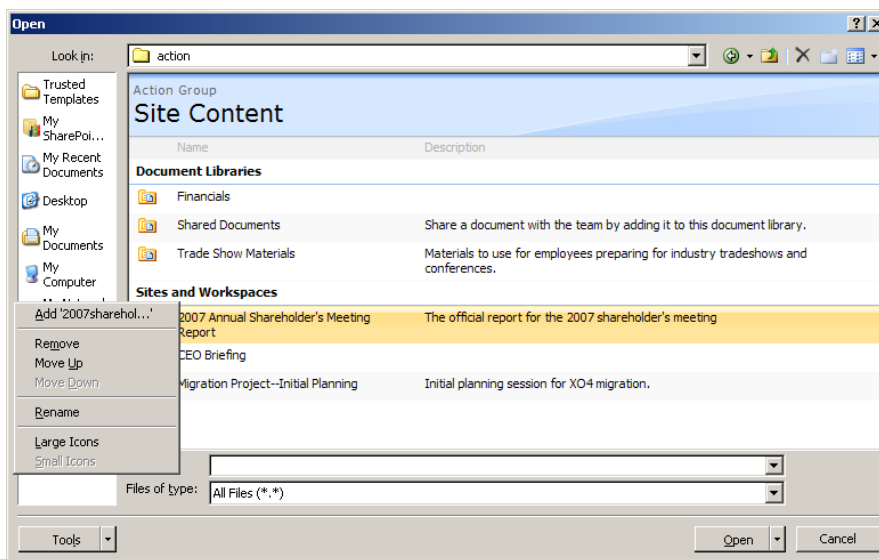 Open
Look in:
action
Trusted
Templates
My
SharePoi...
My Recent
Documents
Desktop
My
Documents
My
Computer
Action Group
Site Content
Name Description
Document Libraries
Financials
Shared Documents Share a document with the team by adding it to this document library.
Trade Show Materials Materials to use for employees preparing for industry tradeshows and
conferences.
Sites and Workspaces
2007 Annual Shareholder's Meeting The official report for the 2007 shareholder's meeting
Report
CEO Briefing
Migration Project--Initial Planning Initial planning session for XO4 migration.
Add '2007sharehol...'
Remove
Move Up
Move Down
Rename
Large Icons
Small Icons
Files of type: All Files (*.*)
Tools Open Cancel